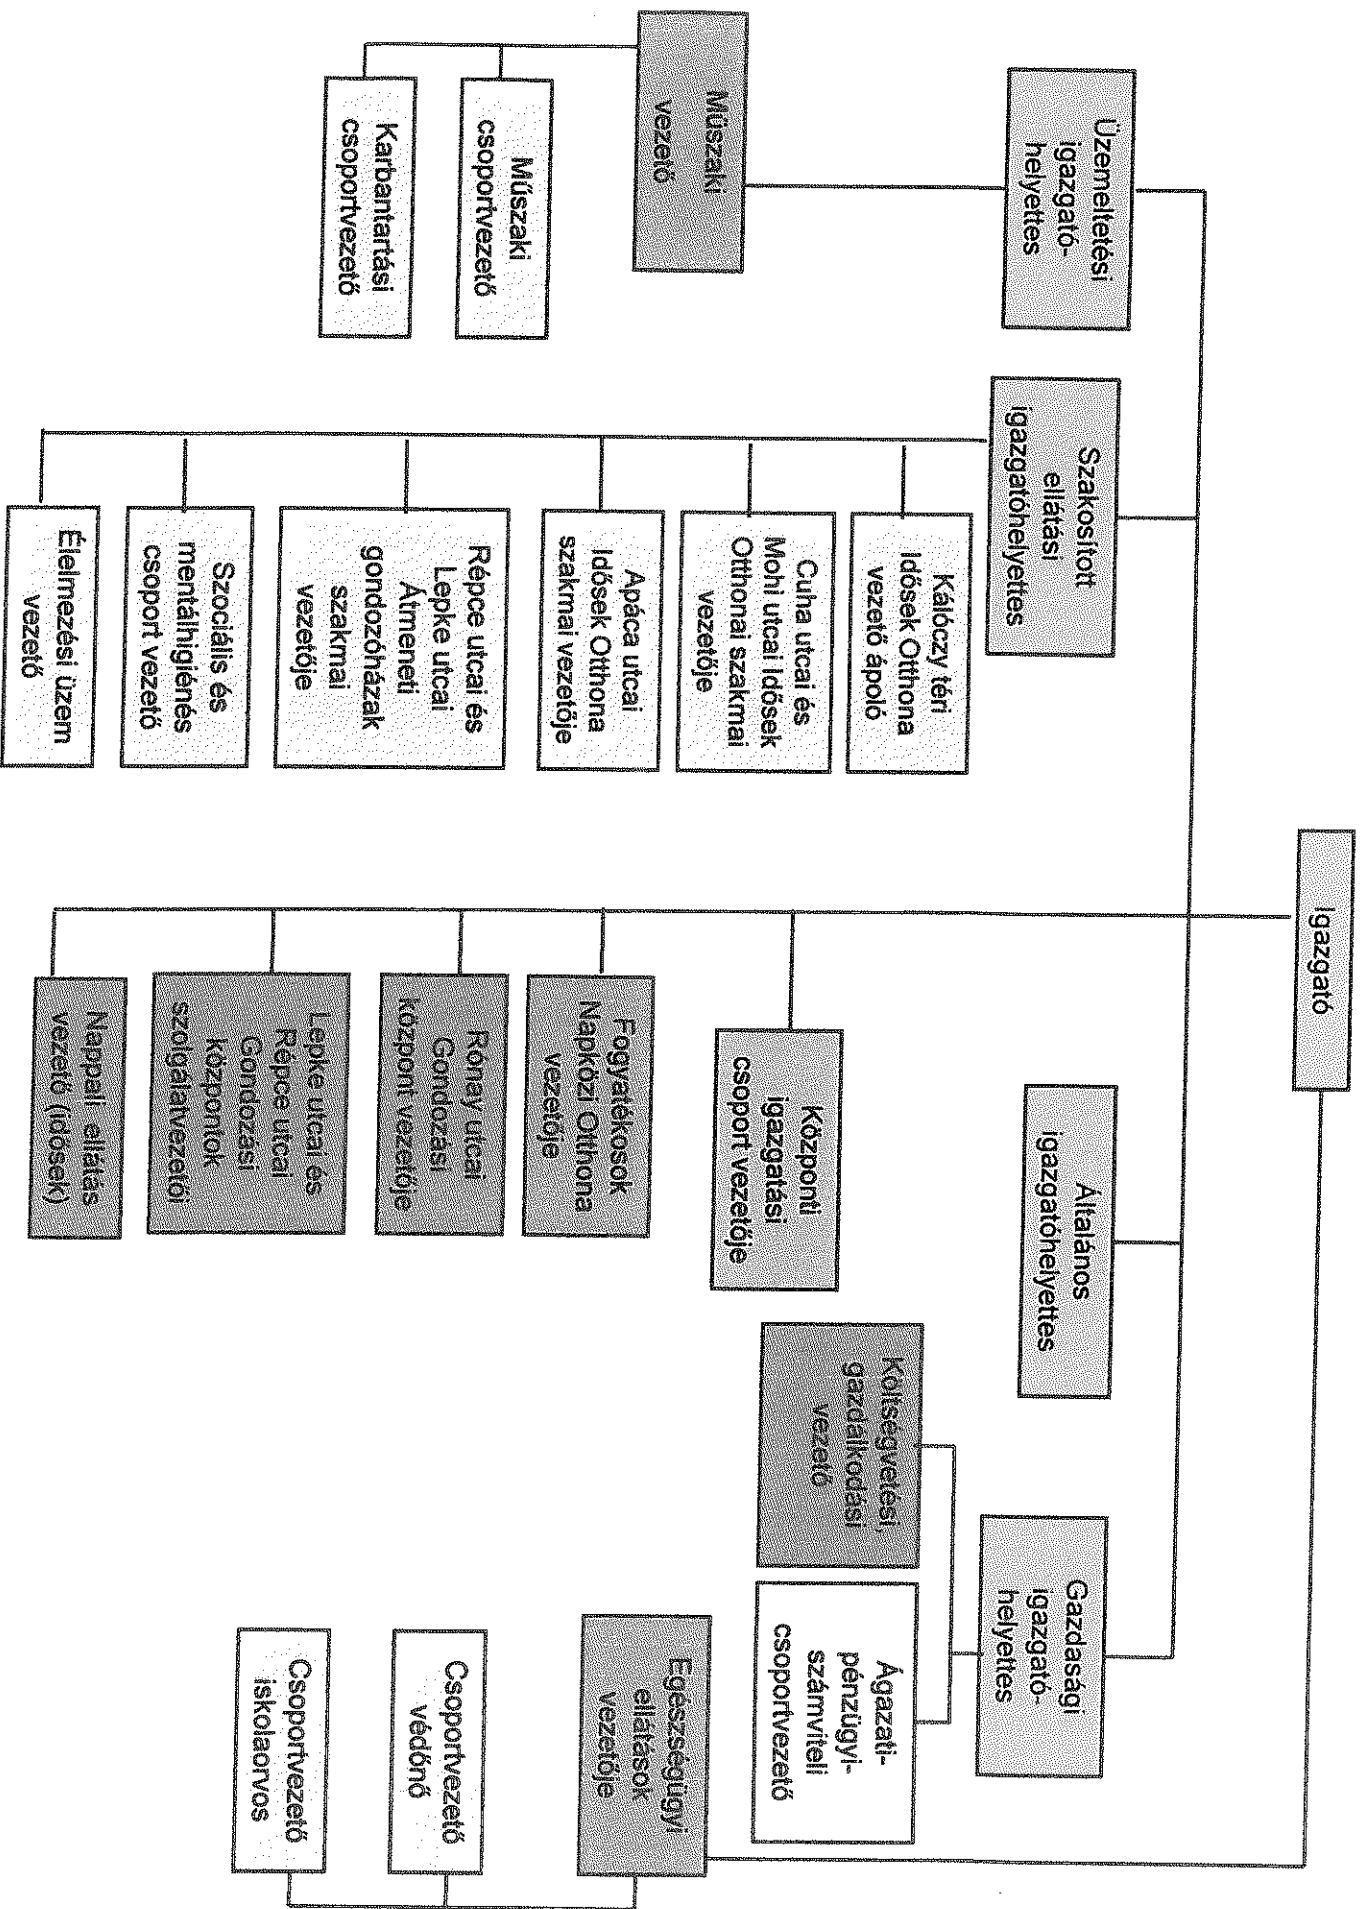 Igazgató
Üzemeltetési
igazgató-
helyettes
Szakosított
ellátási
igazgatóhelyettes
Általános
igazgatóhelyettes
Gazdasági
igazgató-
helyettes
Műszaki
vezető
Műszaki
csoportvezető
Karbantartási
csoportvezető
Kálóczy téri
Idősek Otthona
vezető ápoló
Cuha utcai és
Mohi utcai Idősek
Otthonai szakmai
vezetője
Apáca utcai
Idősek Otthona
szakmai vezetője
Répce utcai és
Lepke utcai
Átmeneti
gondozóházak
szakmai
vezetője
Szociális és
mentálhigiénés
csoport vezető
Élelmezési üzem
vezető
Központi
igazgatási
csoport vezetője
Fogyatékosok
Napközi Otthona
vezetője
Rónay utcai
Gondozási
központ vezetője
Lepke utcai és
Répce utcai
Gondozási
központok
szolgálatvezetői
Nappali ellátás
vezető (idősek)
Költségvetési,
gazdalkodási
vezető
Ágazati-
pénzügyi-
számviteli
csoportvezető
Egészségügyi
ellátások
vezetője
Csoportvezető
védőnő
Csoportvezető
iskolaorvos